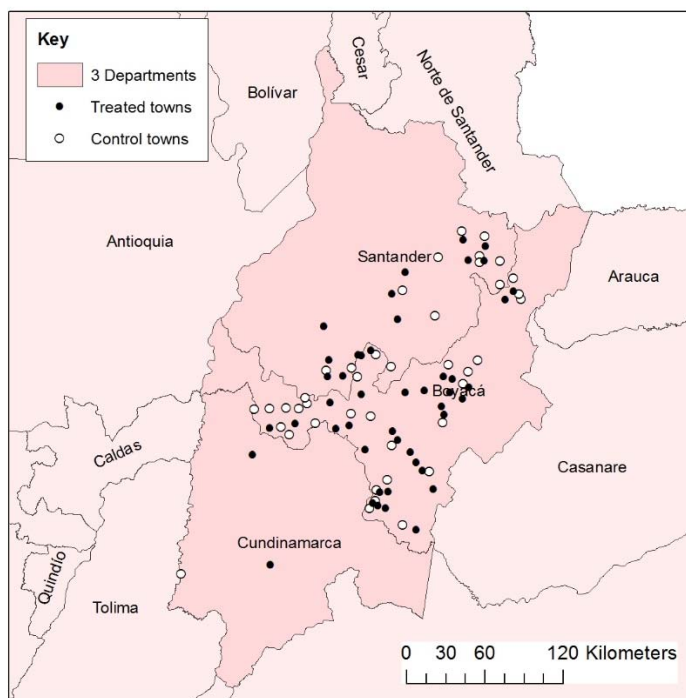 Key
3 Departments
Treated towns
Control towns
Cesar
Bolívar
Norte de Santander
Antioquia
Santander
Arauca
Boyacá
Caldas
Casanare
Cundinamarca
Quindío
Tolima
0 30 60 120 Kilometers